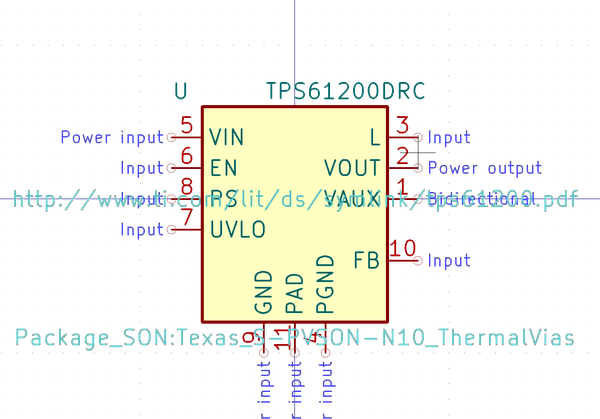 U TPS61200DRC
5 3
Power input VIN L Input
6 2
Input EN VOUT Power output
8 1
Input PS VAUX Bidirectional
http://www.ti.com/lit/ds/symlink/tps61200.pdf
7
Input UVLO
10
FB Input
GND PAD PGND
9 11 4
Package_SON:Texas_S-PVSON-N10_ThermalVias
r input r input r input